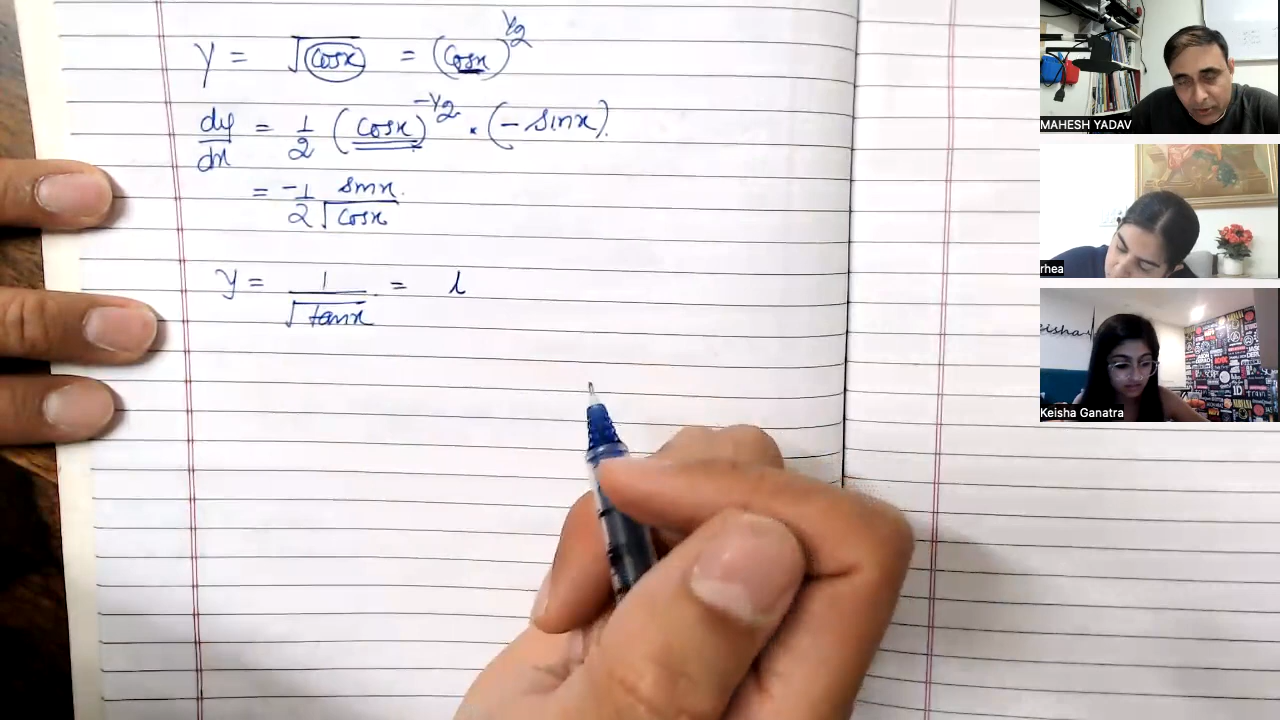 y = √cosx = (cosx)^1/2
dy/dx = 1/2 (cosx)^-1/2 · (- sinx).
= -1/2 sinx/√cosx.
y = 1/√tanx = 1
MAHESH YADAV
rhea
eisha
Keisha Ganatra